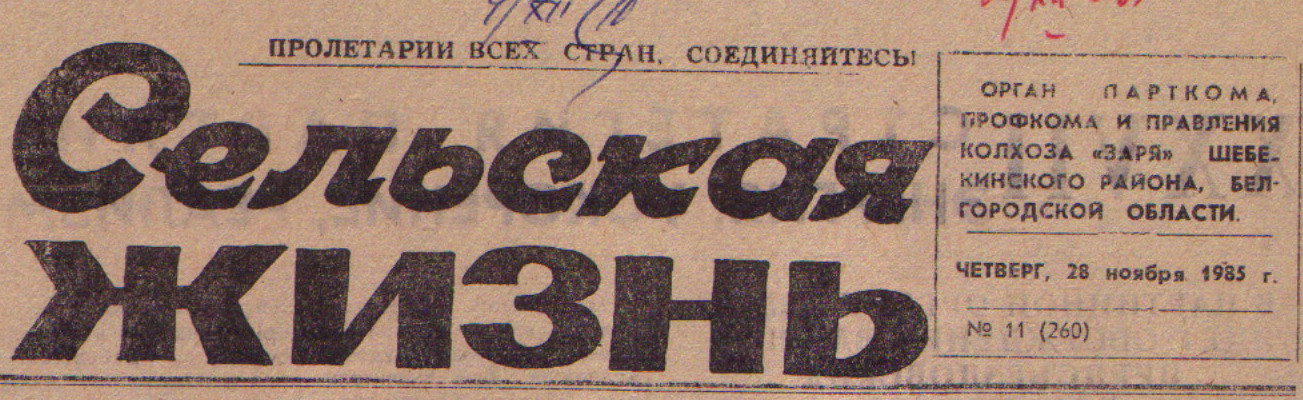 ПРОЛЕТАРИИ ВСЕХ СТРАН, СОЕДИНЯЙТЕСЬ!
Сельская
ЖИЗНЬ
ОРГАН ПАРТКОМА,
ПРОФКОМА И ПРАВЛЕНИЯ
КОЛХОЗА «ЗАРЯ» ШЕБЕ-
КИНСКОГО РАЙОНА, БЕЛ-
ГОРОДСКОЙ ОБЛАСТИ.
ЧЕТВЕРГ, 28 ноября 1985 г.
№ 11 (260)